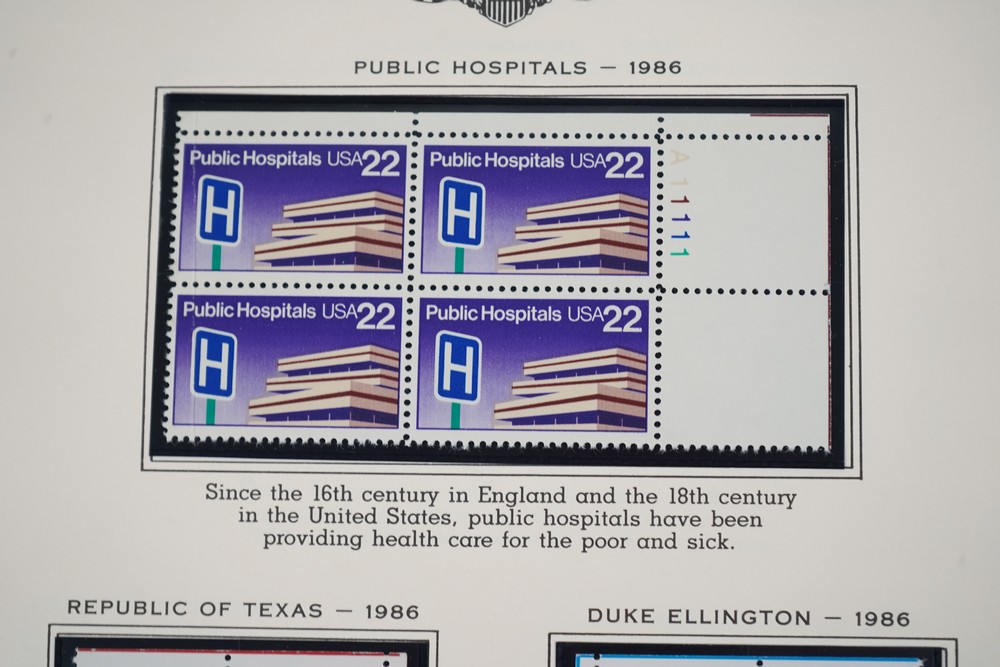 PUBLIC HOSPITALS — 1986
Public Hospitals USA22
H
Public Hospitals USA22
H
A11111
Public Hospitals USA22
H
Public Hospitals USA22
H
Since the 16th century in England and the 18th century
in the United States, public hospitals have been
providing health care for the poor and sick.
REPUBLIC OF TEXAS — 1986
DUKE ELLINGTON — 1986